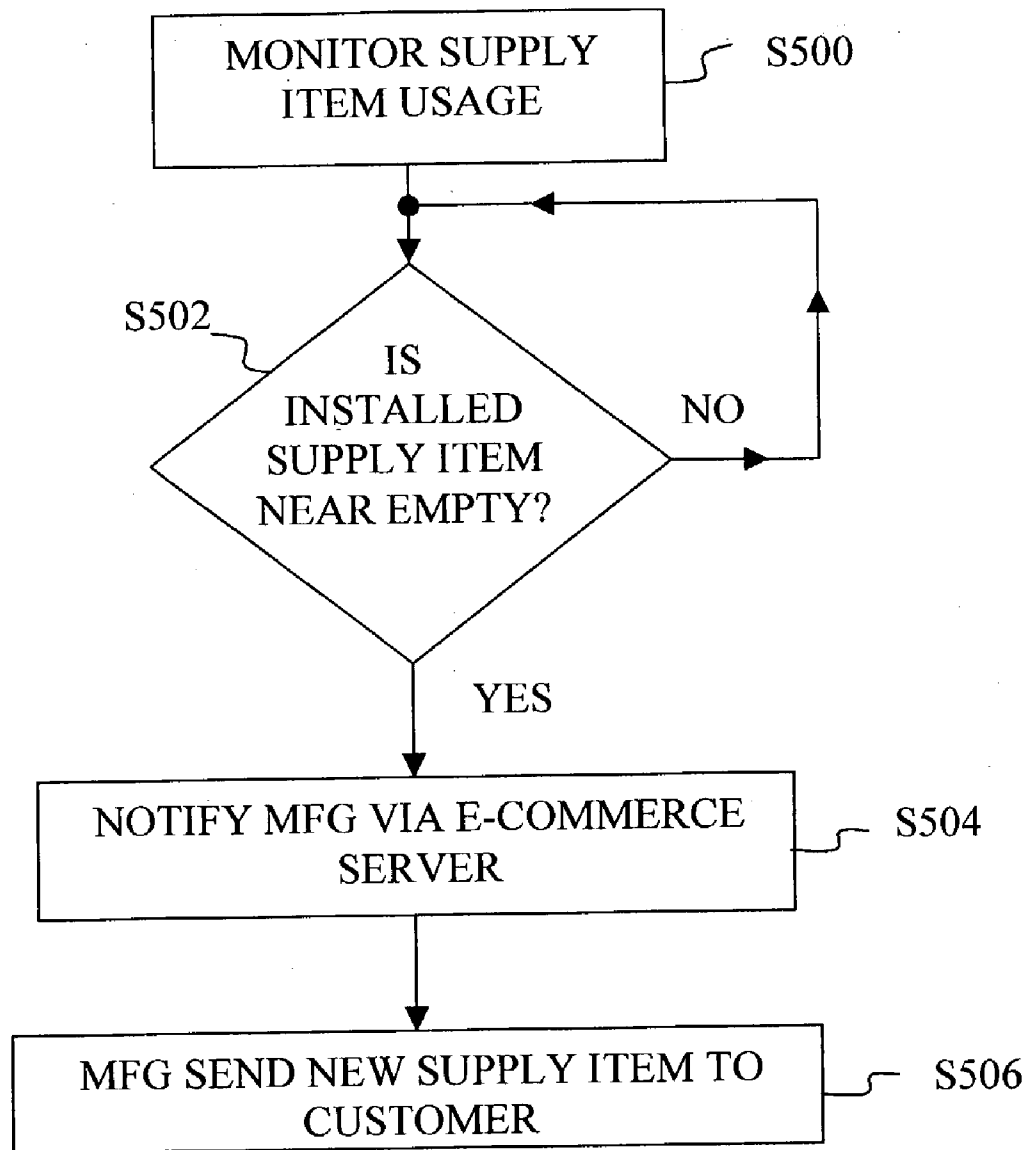 MONITOR SUPPLY
ITEM USAGE
S500
S502
IS
INSTALLED
SUPPLY ITEM
NEAR EMPTY?
NO
YES
NOTIFY MFG VIA E-COMMERCE
SERVER
S504
MFG SEND NEW SUPPLY ITEM TO
CUSTOMER
S506